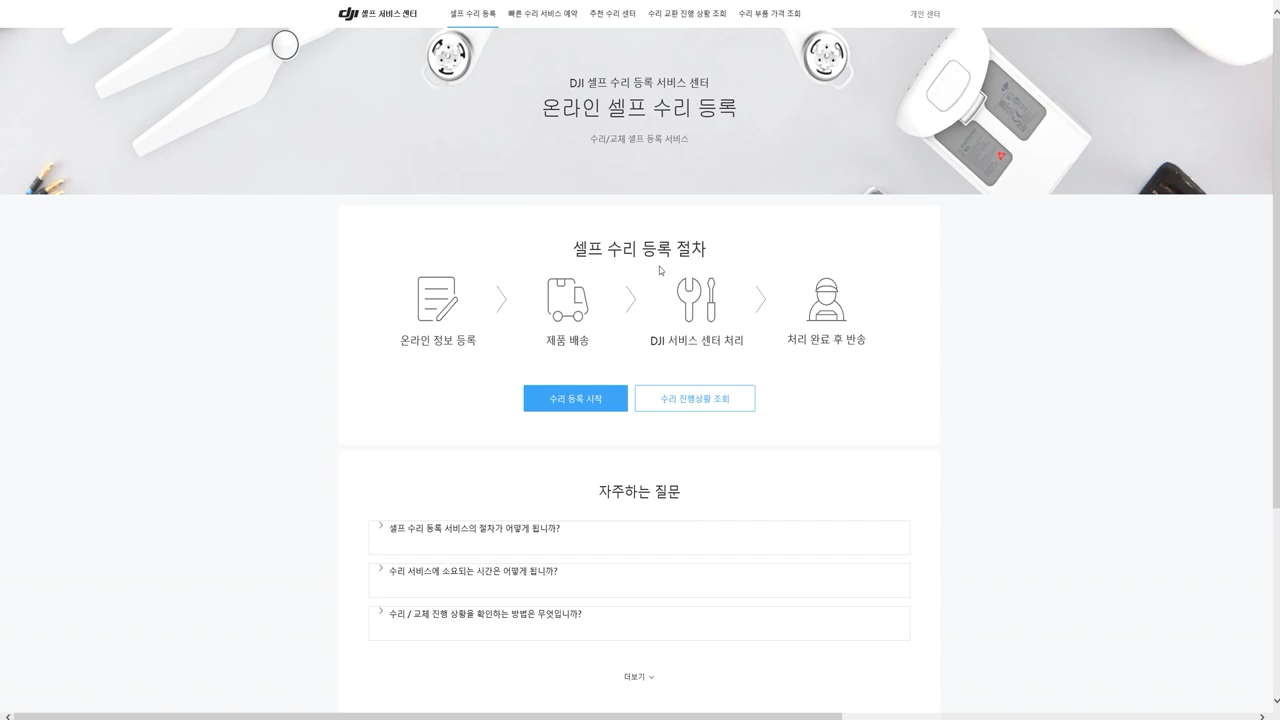 dji 셀프 서비스 센터 셀프 수리 등록 빠른 수리 서비스 예약 추천 수리 센터 수리 교환 진행 상황 조회 수리 부품 가격 조회 개인 센터
DJI 셀프 수리 등록 서비스 센터
온라인 셀프 수리 등록
수리/교체 셀프 등록 서비스
셀프 수리 등록 절차
온라인 정보 등록 제품 배송 DJI 서비스 센터 처리 처리 완료 후 반송
수리 등록 시작 수리 진행상황 조회
자주하는 질문
셀프 수리 등록 서비스의 절차가 어떻게 됩니까?
수리 서비스에 소요되는 시간은 어떻게 됩니까?
수리 / 교체 진행 상황을 확인하는 방법은 무엇입니까?
더보기